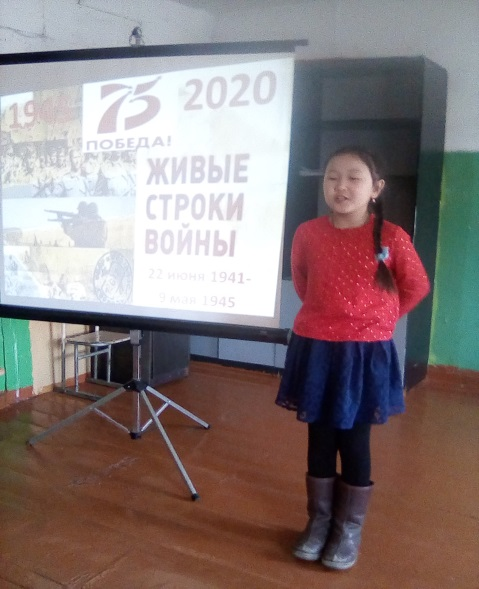 75 2020
ПОБЕДА!
ЖИВЫЕ
СТРОКИ
ВОЙНЫ
22 июня 1941-
9 мая 1945